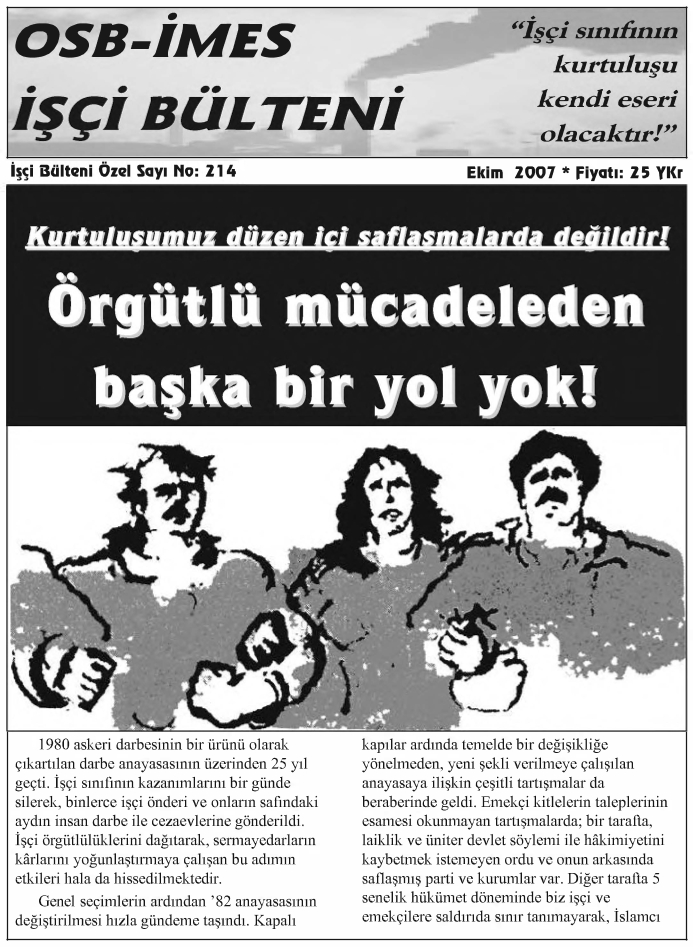 OSB-İMES
İŞÇİ BÜLTENİ
“İşçi sınıfının
kurtuluşu
kendi eseri
olacaktır!”
İşçi Bülteni Özel Sayı No: 214
Ekim 2007 * Fiyatı: 25 YKr
Kurtuluşumuz düzen içi saflaşmalarda değildir!
Örgütlü mücadeleden
başka bir yol yok!
1980 askeri darbesinin bir ürünü olarak
çıkartılan darbe anayasasının üzerinden 25 yıl
geçti. İşçi sınıfının kazanımlarını bir günde
silerek, binlerce işçi önderi ve onların safındaki
aydın insan darbe ile cezaevlerine gönderildi.
İşçi örgütlülüklerini dağıtarak, sermayedarların
kârlarını yoğunlaştırmaya çalışan bu adımın
etkileri hala da hissedilmektedir.
Genel seçimlerin ardından ’82 anayasasının
değiştirilmesi hızla gündeme taşındı. Kapalı
kapılar ardında temelde bir değişikliğe
yönelmeden, yeni şekli verilmeye çalışılan
anayasaya ilişkin çeşitli tartışmalar da
beraberinde geldi. Emekçi kitlelerin taleplerinin
esamesi okunmayan tartışmalarda; bir tarafta,
laiklik ve üniter devlet söylemi ile hâkimiyetini
kaybetmek istemeyen ordu ve onun arkasında
saflaşmış parti ve kurumlar var. Diğer tarafta 5
senelik hükümet döneminde biz işçi ve
emekçilere saldırıda sınır tanımayarak, İslamcı